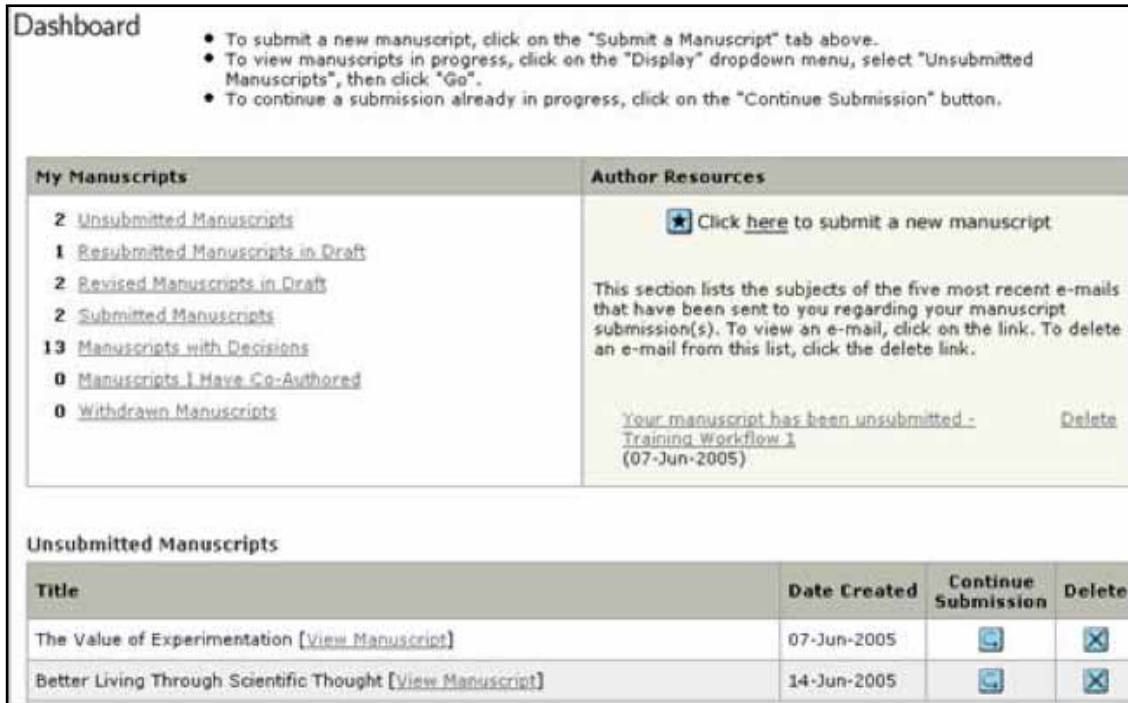 Dashboard
• To submit a new manuscript, click on the "Submit a Manuscript" tab above.
• To view manuscripts in progress, click on the "Display" dropdown menu, select "Unsubmitted
Manuscripts", then click "Go".
• To continue a submission already in progress, click on the "Continue Submission" button.
My Manuscripts
2 Unsubmitted Manuscripts
1 Resubmitted Manuscripts in Draft
2 Revised Manuscripts in Draft
2 Submitted Manuscripts
13 Manuscripts with Decisions
0 Manuscripts I Have Co-Authored
0 Withdrawn Manuscripts
Author Resources
Click here to submit a new manuscript
This section lists the subjects of the five most recent e-mails
that have been sent to you regarding your manuscript
submission(s). To view an e-mail, click on the link. To delete
an e-mail from this list, click the delete link.
Your manuscript has been unsubmitted - Delete
Training Workflow 1
(07-Jun-2005)
Unsubmitted Manuscripts
Title Date Created Continue Submission Delete
The Value of Experimentation [View Manuscript] 07-Jun-2005
Better Living Through Scientific Thought [View Manuscript] 14-Jun-2005